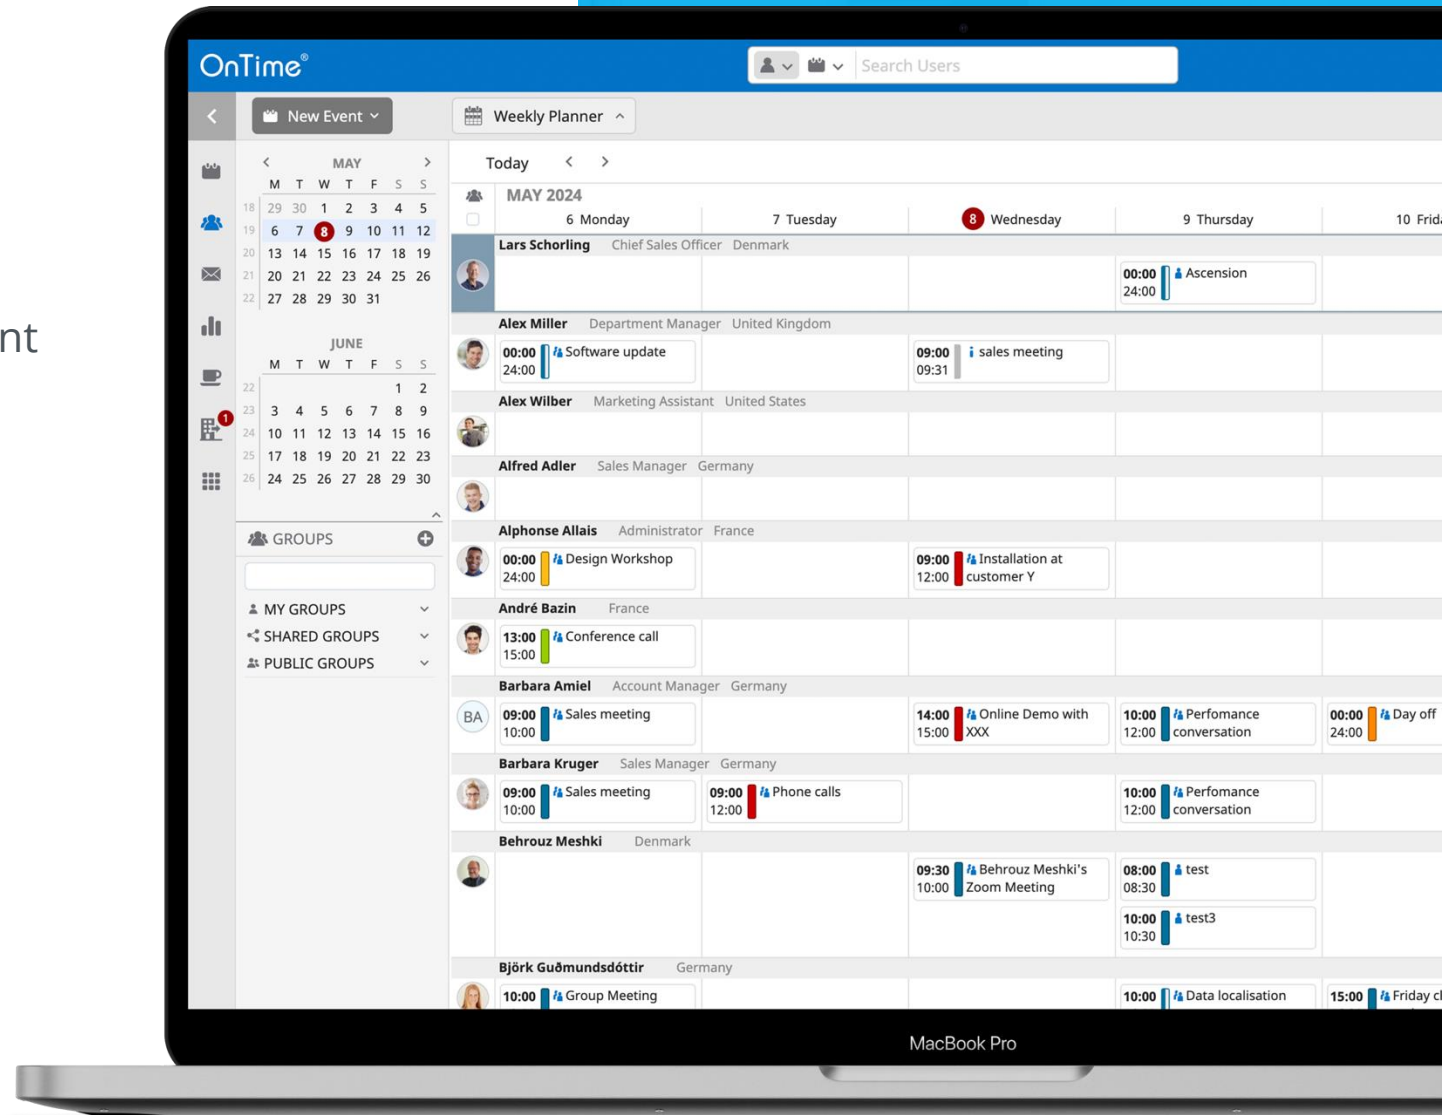 nt
OnTime®
Search Users
New Event
Weekly Planner
MAY
M T W T F S S
18 29 30 1 2 3 4 5
19 6 7 8 9 10 11 12
20 13 14 15 16 17 18 19
21 20 21 22 23 24 25 26
22 27 28 29 30 31
JUNE
M T W T F S S
22 1 2
23 3 4 5 6 7 8 9
24 10 11 12 13 14 15 16
25 17 18 19 20 21 22 23
26 24 25 26 27 28 29 30
1
GROUPS
MY GROUPS
SHARED GROUPS
PUBLIC GROUPS
Today
MAY 2024
6 Monday 7 Tuesday 8 Wednesday 9 Thursday 10 Frida
Lars Schorling Chief Sales Officer Denmark
00:00 Ascension
24:00
Alex Miller Department Manager United Kingdom
00:00 Software update 09:00 sales meeting
24:00 09:31
Alex Wilber Marketing Assistant United States
Alfred Adler Sales Manager Germany
Alphonse Allais Administrator France
00:00 Design Workshop 09:00 Installation at
24:00 12:00 customer Y
André Bazin France
13:00 Conference call
15:00
Barbara Amiel Account Manager Germany
BA 09:00 Sales meeting 14:00 Online Demo with 10:00 Perfomance 00:00 Day off
10:00 15:00 XXX 12:00 conversation 24:00
Barbara Kruger Sales Manager Germany
09:00 Sales meeting 09:00 Phone calls 10:00 Perfomance
10:00 12:00 12:00 conversation
Behrouz Meshki Denmark
09:30 Behrouz Meshki's 08:00 test
10:00 Zoom Meeting 08:30
10:00 test3
10:30
Björk Guðmundsdóttir Germany
10:00 Group Meeting 10:00 Data localisation 15:00 Friday
MacBook Pro